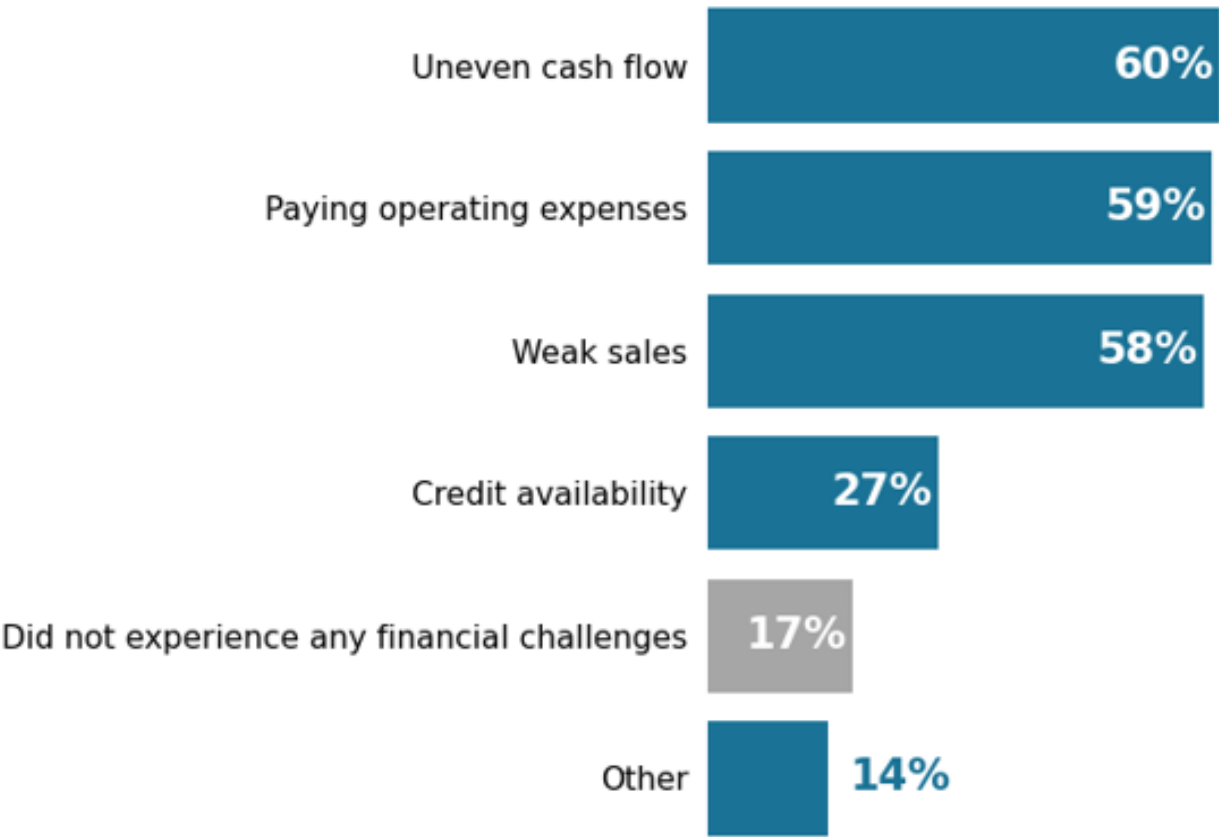 Uneven cash flow 60%
Paying operating expenses 59%
Weak sales 58%
Credit availability 27%
Did not experience any financial challenges 17%
Other 14%